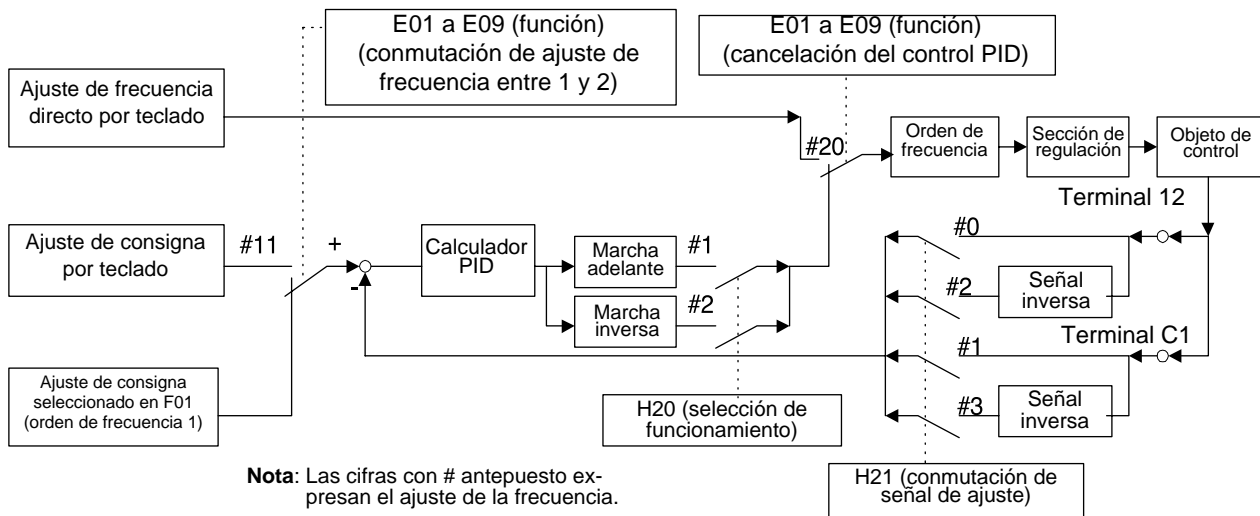 E01 a E09 (función)
(conmutación de ajuste de
frecuencia entre 1 y 2)
E01 a E09 (función)
(cancelación del control PID)
Ajuste de frecuencia
directo por teclado
#20
Orden de
frecuencia
Sección de
regulación
Objeto de
control
Terminal 12
Ajuste de consigna
por teclado
#11
+
-
Calculador
PID
Marcha
adelante
#1
Marcha
inversa
#2
#0
#2
Señal
inversa
Terminal C1
#1
#3
Señal
inversa
Ajuste de consigna
seleccionado en F01
(orden de frecuencia 1)
H20 (selección de
funcionamiento)
H21 (conmutación de
señal de ajuste)
Nota: Las cifras con # antepuesto ex-
presan el ajuste de la frecuencia.